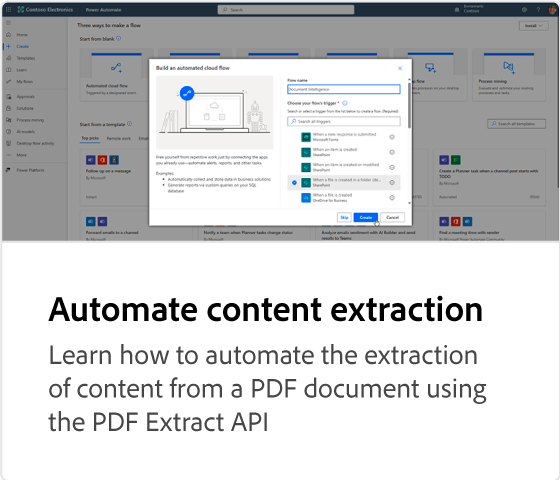 Contoso Electronics Power Automate
Search
Environments
Contoso
Three ways to make a flow
Install
Start from blank
Home
Create
Templates
Learn
My flows
Approvals
Solutions
Process mining
AI models
Desktop flow activity
More
Power Platform
Automated cloud flow
Triggered by a designated event.
Process mining
Start from a template
Search all templates
Top picks Remote work Email
Build an automated cloud flow
Free yourself from repetitive work just by connecting the apps
you already use—automate alerts, reports, and other tasks.
Examples:
• Automatically collect and store data in business solutions
• Generate reports via custom queries on your SQL
database
Flow name
Document Intelligence
Choose your flow's trigger *
Search or select a trigger from the list below to create a flow. (Required)
Search all triggers
When a new response is submitted
Microsoft Forms
When an item is created
SharePoint
When an item is created or modified
SharePoint
When a file is created in a folder (de...
SharePoint
When a file is created
OneDrive for Business
Skip Create Cancel
Follow up on a message
By Microsoft
Instant
Create a Planner task when a channel post starts with
TODO
By Microsoft
Automated
Forward emails to a channel
By Microsoft
Notify a team when Planner tasks change status
Analyze emails sentiment with AI Builder and send
results to Teams
Post a meeting time with sender
Automate content extraction
Learn how to automate the extraction
of content from a PDF document using
the PDF Extract API